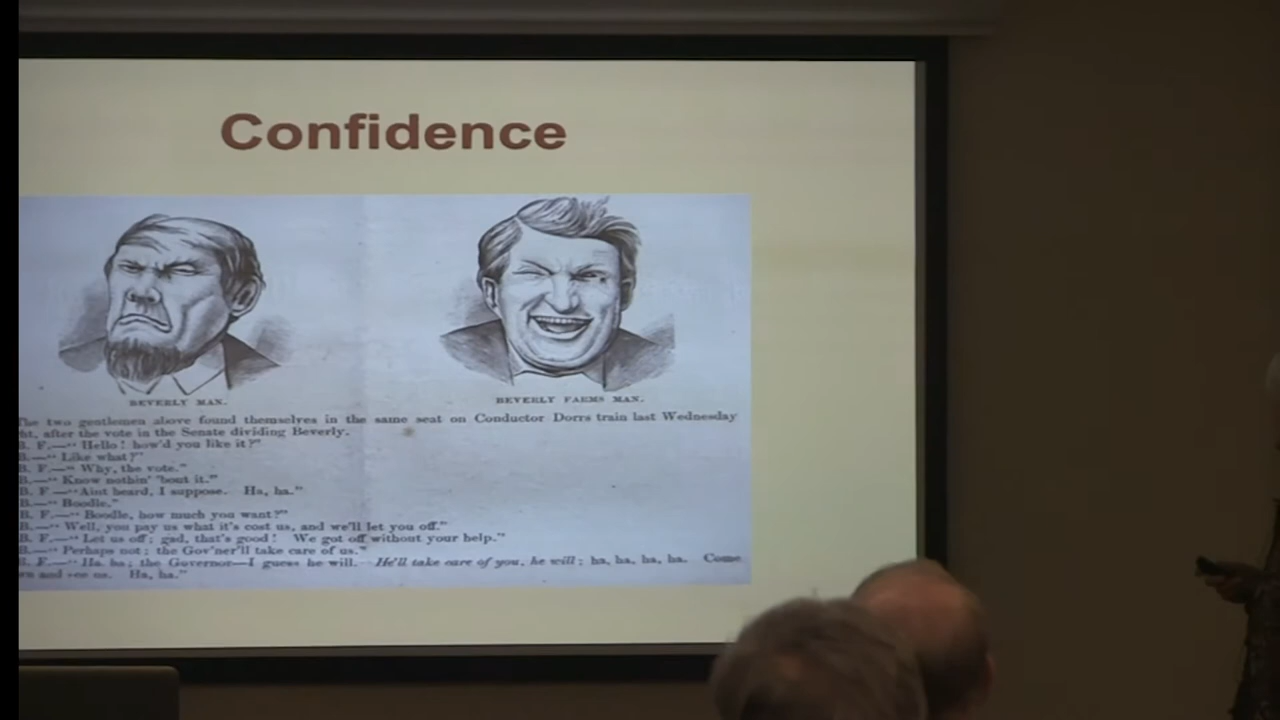 Confidence
BEVERLY MAN.
BEVERLY FARMS MAN.
The two gentlemen above found themselves in the same seat on Conductor Dorrs train last Wednesday
ht, after the vote in the Senate dividing Beverly.
B. F.—"Hello! how'd you like it?"
B.—"Like what?"
B. F.—"Why, the vote."
B.—"Know nothin' 'bout it."
B. F—"Aint heard, I suppose. Ha, ha."
B.—"Boodle."
B. F.—"Boodle, how much you want?"
B.—"Well, you pay us what it's cost us, and we'll let you off."
B. F.—"Let us off; gad, that's good! We got off without your help."
B.—"Perhaps not; the Gov'ner'll take care of us."
B. F.—"Ha ha; the Governor—I guess he will. He'll take care of you, he will; ha, ha, ha, ha. Come
and see us. Ha, ha."